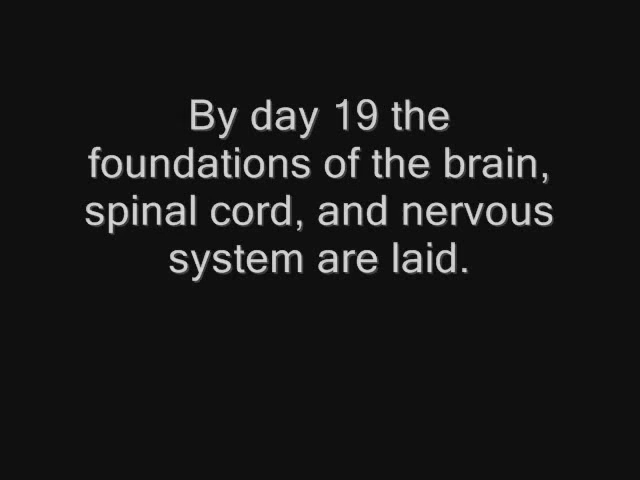 By day 19 the
foundations of the brain,
spinal cord, and nervous
system are laid.